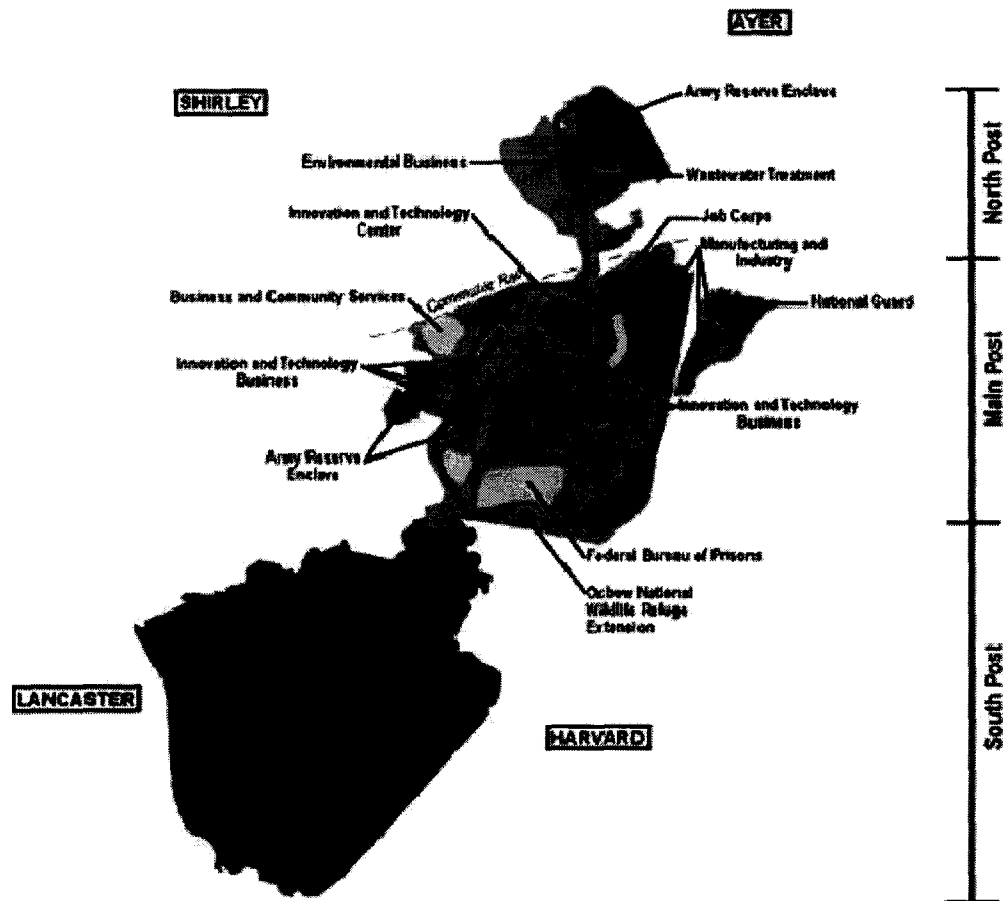 AYER
SHIRLEY
Army Reserve Enclave
Environmental Business
Wastewater Treatment
Innovation and Technology
Center
Job Corps
Manufacturing and
Industry
Commuter Rail
Business and Community Services
National Guard
Innovation and Technology
Business
Innovation and Technology
Business
Army Reserve
Enclave
Federal Bureau of Prisons
Oxbow National
Wildlife Refuge
Extension
LANCASTER
HARVARD
North Post
Main Post
South Post